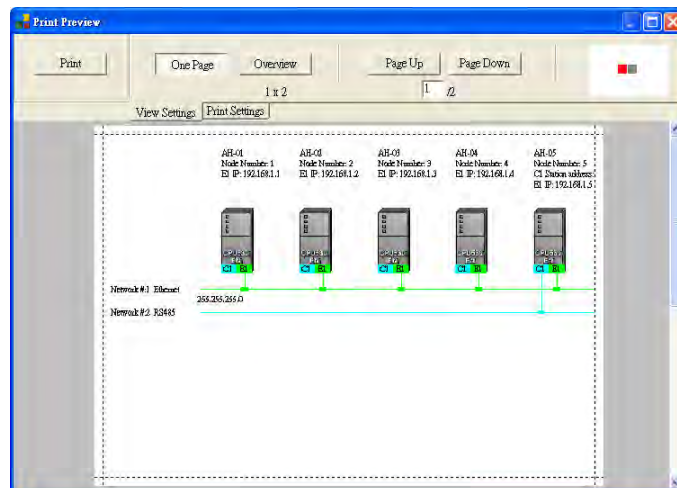 Print Preview
Print
One Page
Overview
1 x 2
Page Up
Page Down
1 /2
View Settings
Print Settings
AH-01
Node Number: 1
E1 IP: 192.168.1.1
AH-02
Node Number: 2
E1 IP: 192.168.1.2
AH-03
Node Number: 3
E1 IP: 192.168.1.3
AH-04
Node Number: 4
E1 IP: 192.168.1.4
AH-05
Node Number: 5
C1 Station address:
E1 IP: 192.168.1.5
C1 E1
C1 E1
C1 E1
C1 E1
C1 E1
Network #:1 Ethernet
255.255.255.0
Network #:2 RS485